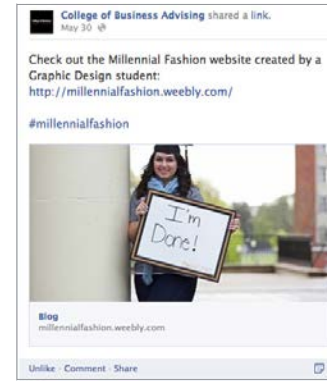 College of Business Advising shared a link.
May 30
Check out the Millennial Fashion website created by a
Graphic Design student:
http://millennialfashion.weebly.com/
#millennialfashion
I'm
Done!
Blog
millennialfashion.weebly.com
Unlike · Comment · Share